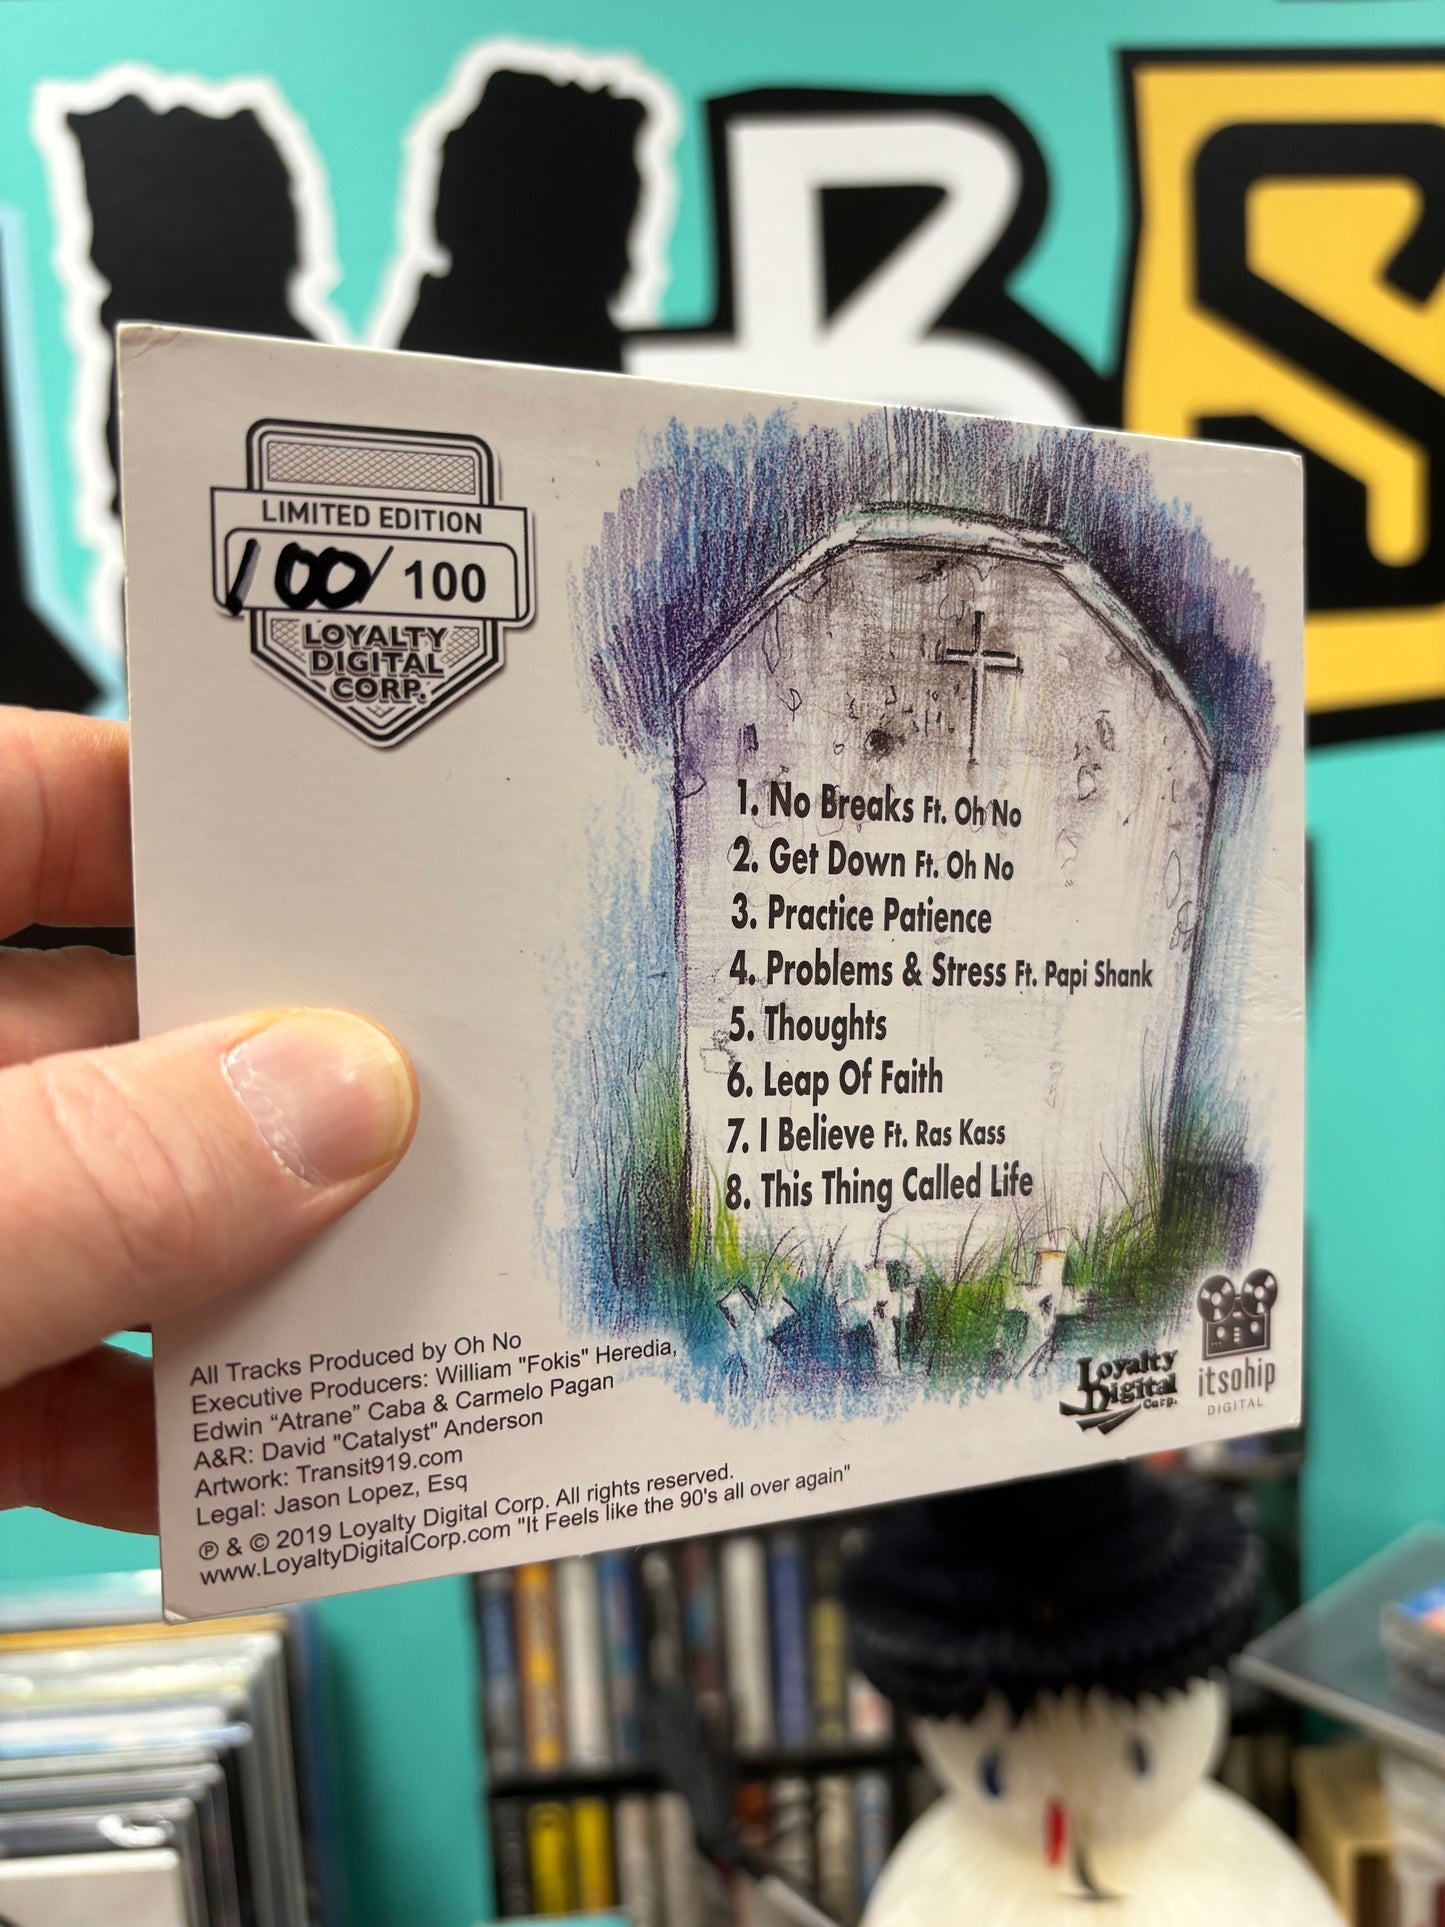 LIMITED EDITION
100/ 100
LOYALTY
DIGITAL
CORP.
1. No Breaks Ft. Oh No
2. Get Down Ft. Oh No
3. Practice Patience
4. Problems & Stress Ft. Papi Shank
5. Thoughts
6. Leap Of Faith
7. I Believe Ft. Ras Kass
8. This Thing Called Life
All Tracks Produced by Oh No
Executive Producers: William "Fokis" Heredia,
Edwin “Atrane” Caba & Carmelo Pagan
A&R: David "Catalyst" Anderson
Artwork: Transit919.com
Legal: Jason Lopez, Esq
℗ & © 2019 Loyalty Digital Corp. All rights reserved.
www.LoyaltyDigitalCorp.com "It Feels like the 90's all over again"
Loyalty
Digital
Corp.
itsohip
DIGITAL